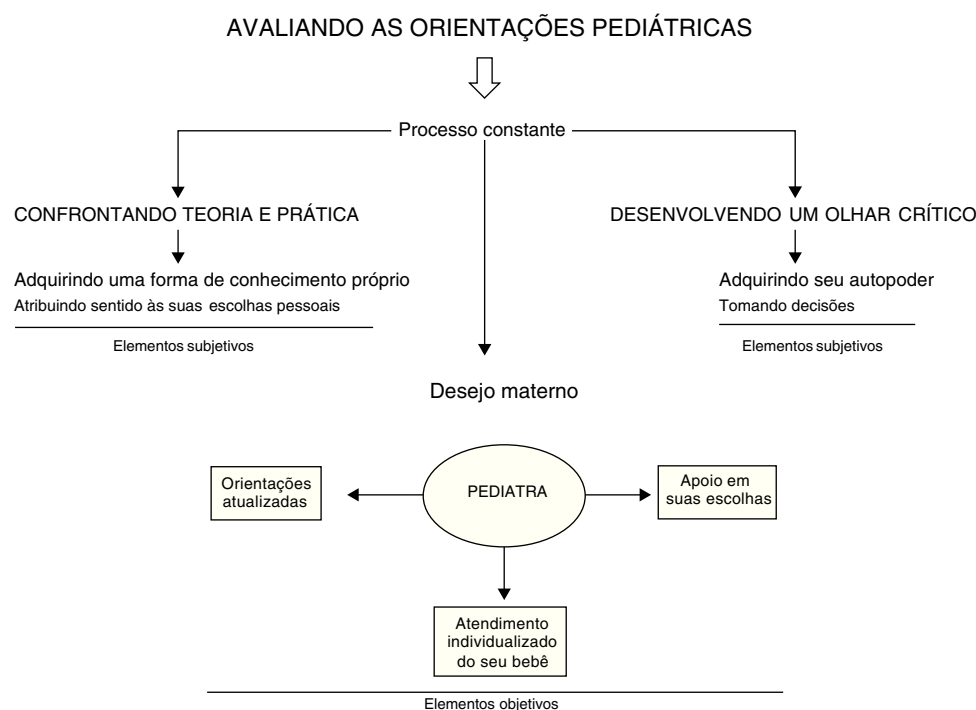 AVALIANDO AS ORIENTAÇÕES PEDIÁTRICAS
Processo constante
CONFRONTANDO TEORIA E PRÁTICA
DESENVOLVENDO UM OLHAR CRÍTICO
Adquirindo uma forma de conhecimento próprio
Atribuindo sentido às suas escolhas pessoais
Elementos subjetivos
Adquirindo seu autopoder
Tomando decisões
Elementos subjetivos
Desejo materno
Orientações
atualizadas
PEDIATRA
Apoio em
suas escolhas
Atendimento
individualizado
do seu bebê
Elementos objetivos